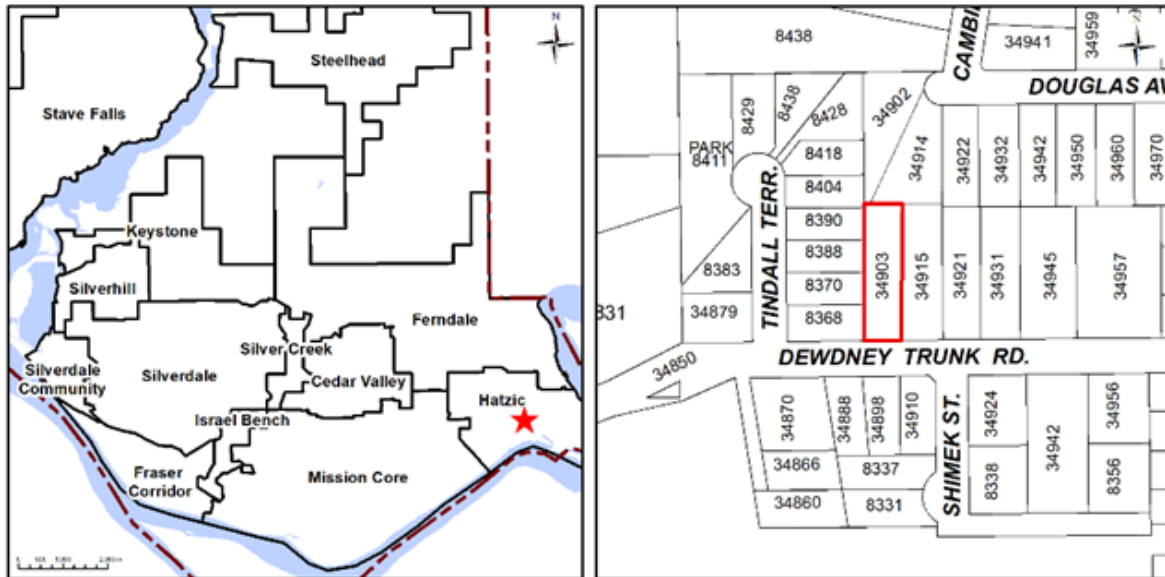 N
Steelhead
Stave Falls
Keystone
Silverhill
Ferndale
Silver Creek
Silverdale
Community
Silverdale
Cedar Valley
Hatzic
Israel Bench
Fraser
Corridor
Mission Core
8438
34941
34959
DOUGLAS AV
8429
8438
8428
34902
PARK
8411
8418
34914
34922
34932
34942
34950
34960
34970
8404
TINDALL TERR.
8390
8388
8370
8368
34903
34915
34921
34931
34945
34957
8383
34879
831
34850
DEWDNEY TRUNK RD.
34870
34888
34898
34910
SHIMEK ST.
34924
34942
34956
34866
8337
34860
8331
8338
8356